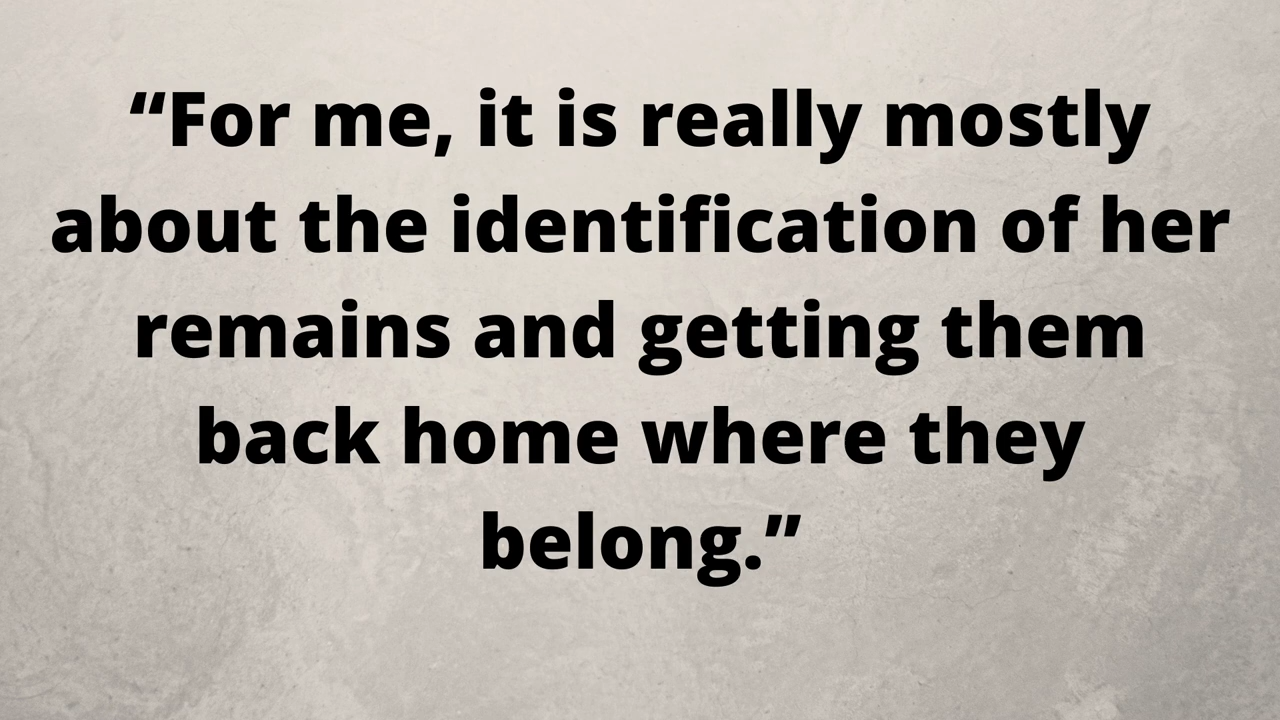 “For me, it is really mostly
about the identification of her
remains and getting them
back home where they
belong.”